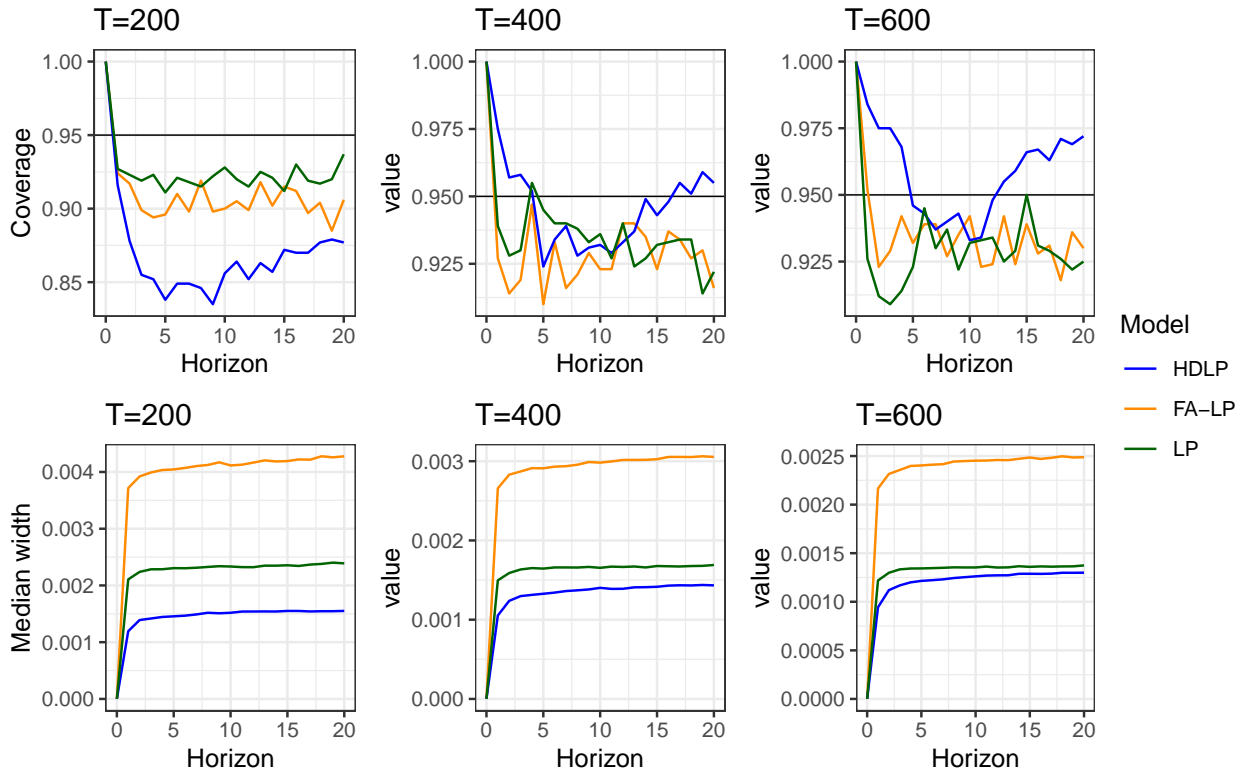 T=200
T=400
T=600
Coverage
1.00
0.95
0.90
0.85
0
5
10
15
20
Horizon
value
1.000
0.975
0.950
0.925
0
5
10
15
20
Horizon
value
1.000
0.975
0.950
0.925
0
5
10
15
20
Horizon
Model
HDLP
FA−LP
LP
T=200
T=400
T=600
Median width
0.004
0.003
0.002
0.001
0.000
0
5
10
15
20
Horizon
value
0.003
0.002
0.001
0.000
0
5
10
15
20
Horizon
value
0.0025
0.0020
0.0015
0.0010
0.0005
0.0000
0
5
10
15
20
Horizon